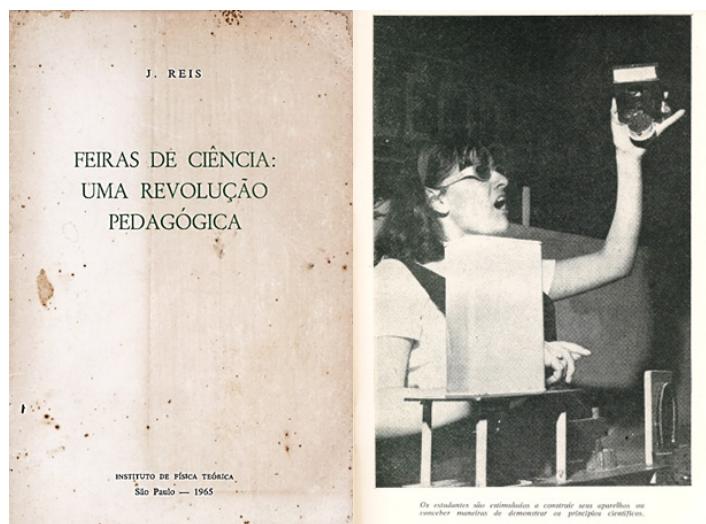 J. REIS
FEIRAS DE CIÊNCIA:
UMA REVOLUÇÃO
PEDAGÓGICA
INSTITUTO DE FÍSICA TEÓRICA
São Paulo — 1965
Os estudantes são estimulados a construir seus aparelhos ou
conceber maneiras de demonstrar os princípios científicos.